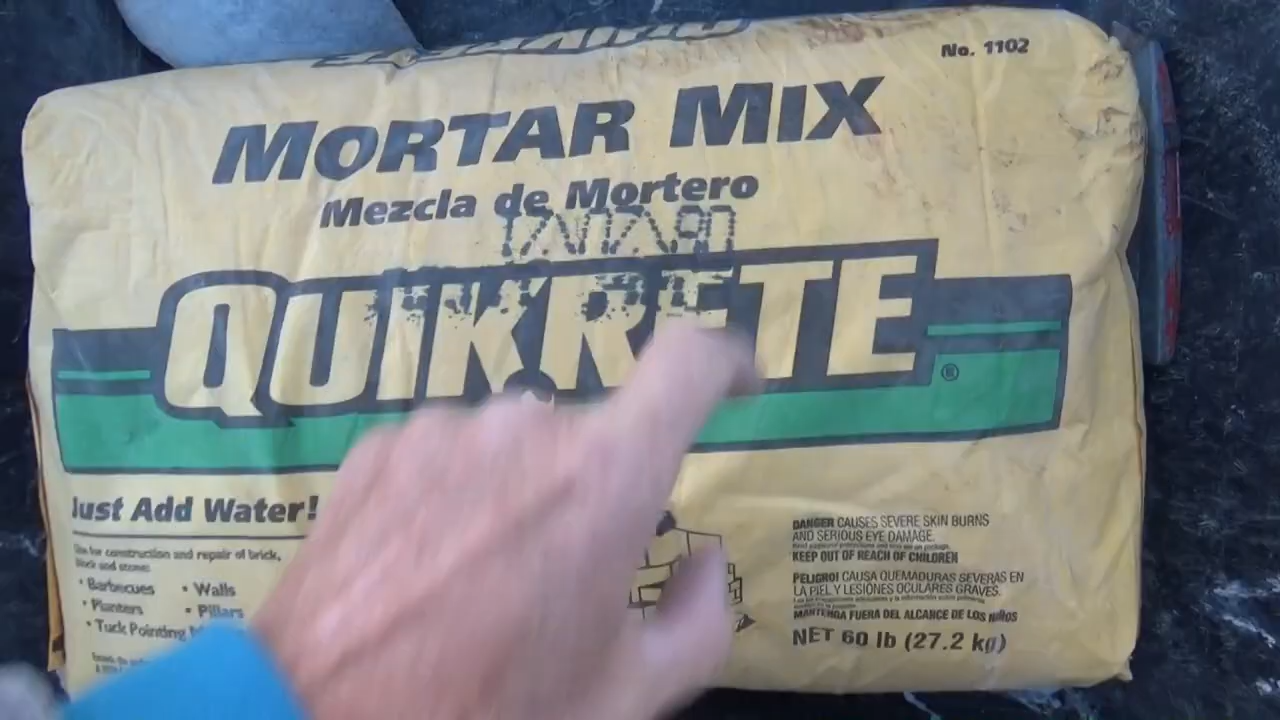 QUIKRETE
No. 1102
MORTAR MIX
Mezcla de Mortero
QUIKRETE®
Just Add Water!
Use for construction and repair of brick,
block and stone:
• Barbecues
• Walls
• Planters
• Pillars
• Tuck Pointing
DANGER CAUSES SEVERE SKIN BURNS
AND SERIOUS EYE DAMAGE.
KEEP OUT OF REACH OF CHILDREN
PELIGRO! CAUSA QUEMADURAS SEVERAS EN
LA PIEL Y LESIONES OCULARES GRAVES.
MANTENGA FUERA DEL ALCANCE DE LOS NIÑOS
NET 60 lb (27.2 kg)